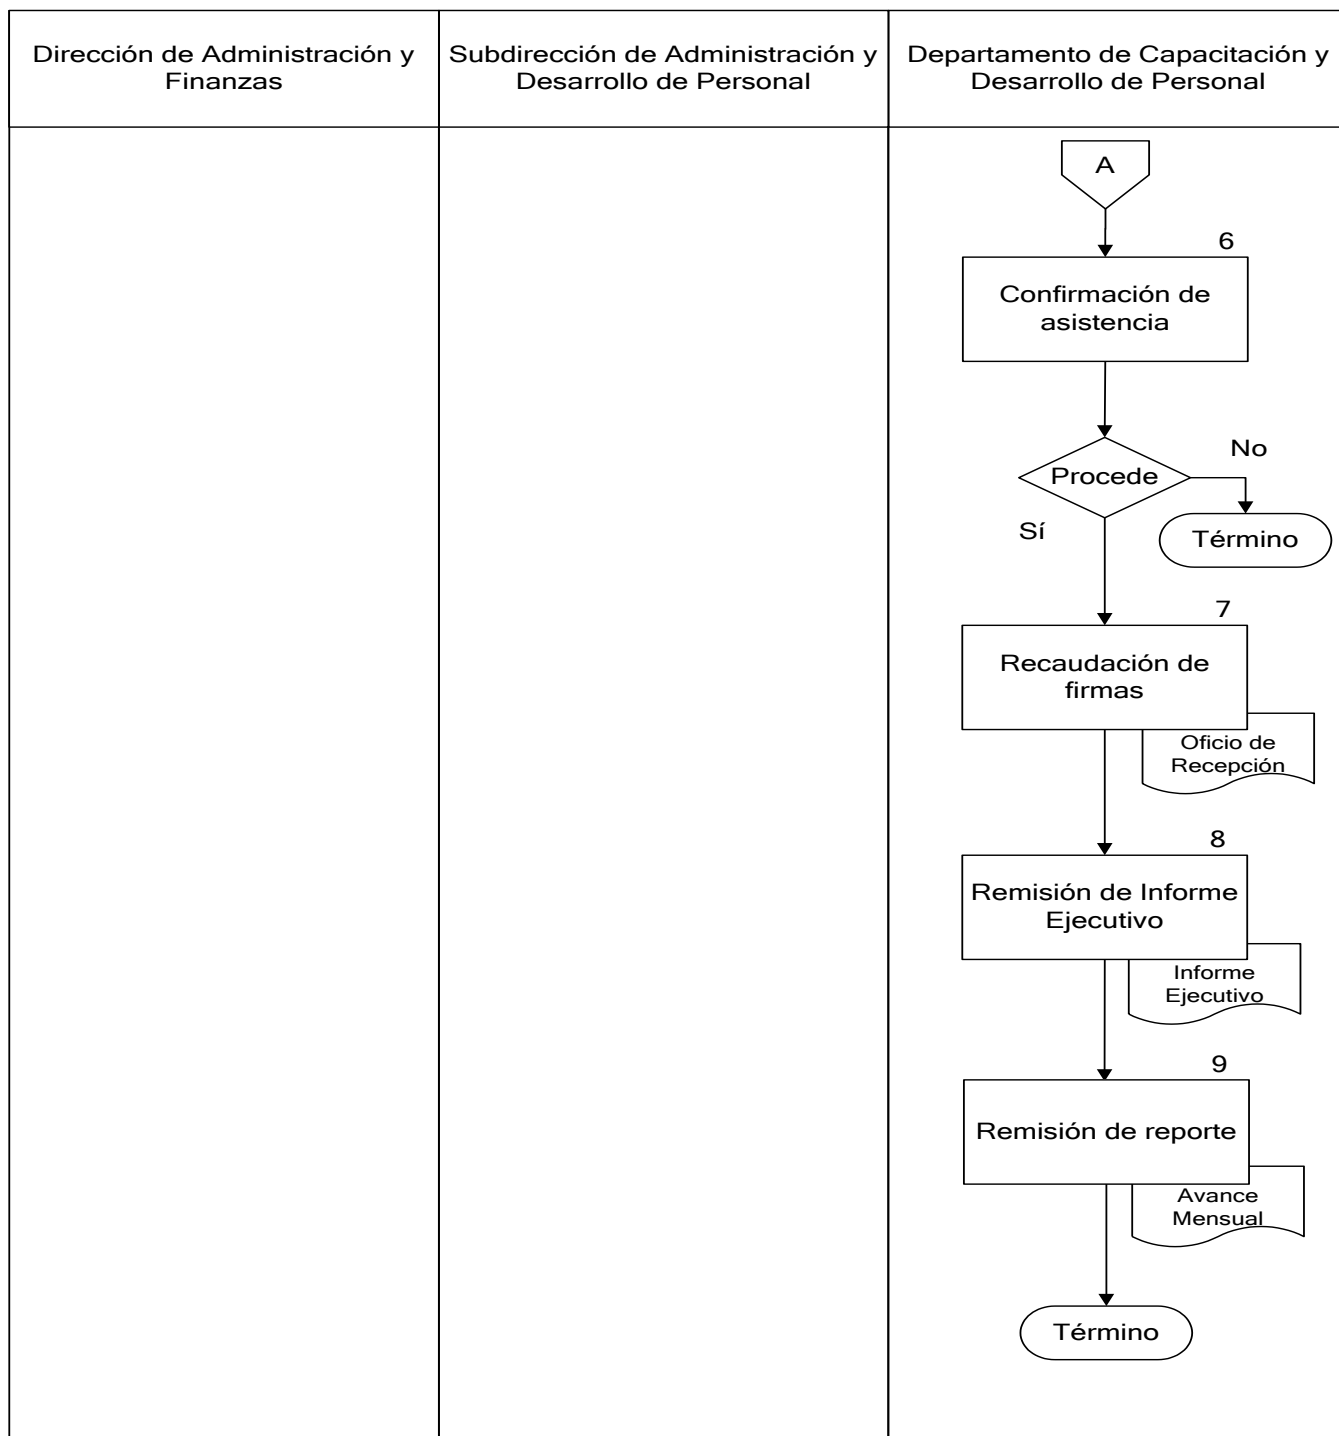 Dirección de Administración y
Finanzas
Subdirección de Administración y
Desarrollo de Personal
Departamento de Capacitación y
Desarrollo de Personal
A
6
Confirmación de
asistencia
Procede
No
Sí
Término
7
Recaudación de
firmas
Oficio de
Recepción
8
Remisión de Informe
Ejecutivo
Informe
Ejecutivo
9
Remisión de reporte
Avance
Mensual
Término